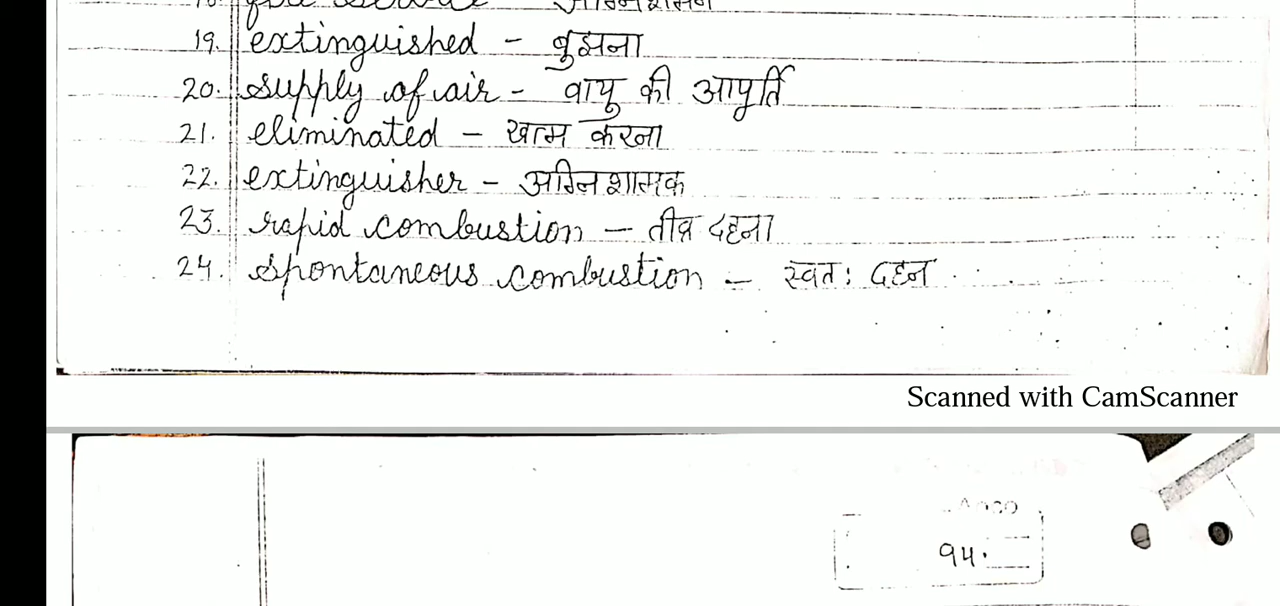 19. extinguished - बुझना
20. supply of air - वायु की आपूर्ति
21. eliminated - खत्म करना
22. extinguisher - अग्निशामक
23. rapid combustion - तीव्र दहना
24. spontaneous combustion - स्वतः दहन
Scanned with CamScanner
९५.